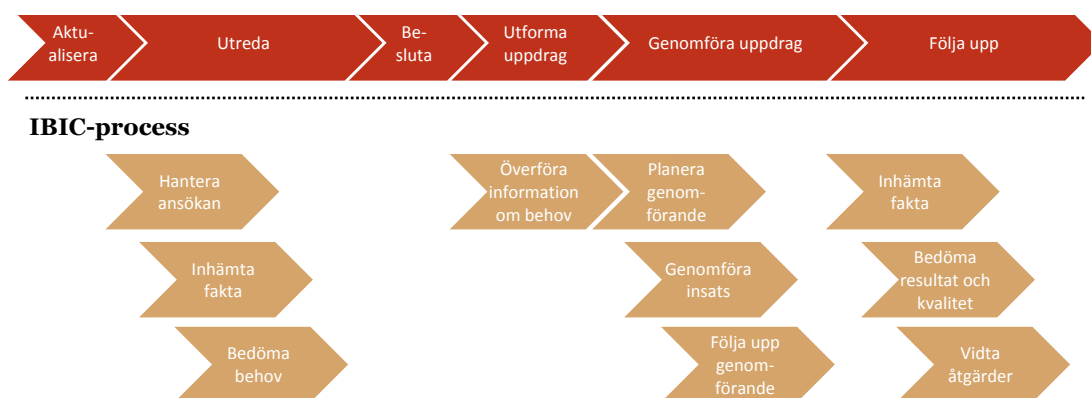 Aktu-
alisera
Utreda
Be-
sluta
Utforma
uppdrag
Genomföra uppdrag
Följa upp
IBIC-process
Hantera
ansökan
Överföra
information
om behov
Planera
genom-
förande
Inhämta
fakta
Inhämta
fakta
Genomföra
insats
Bedöma
resultat och
kvalitet
Bedöma
behov
Följa upp
genom-
förande
Vidta
åtgärder